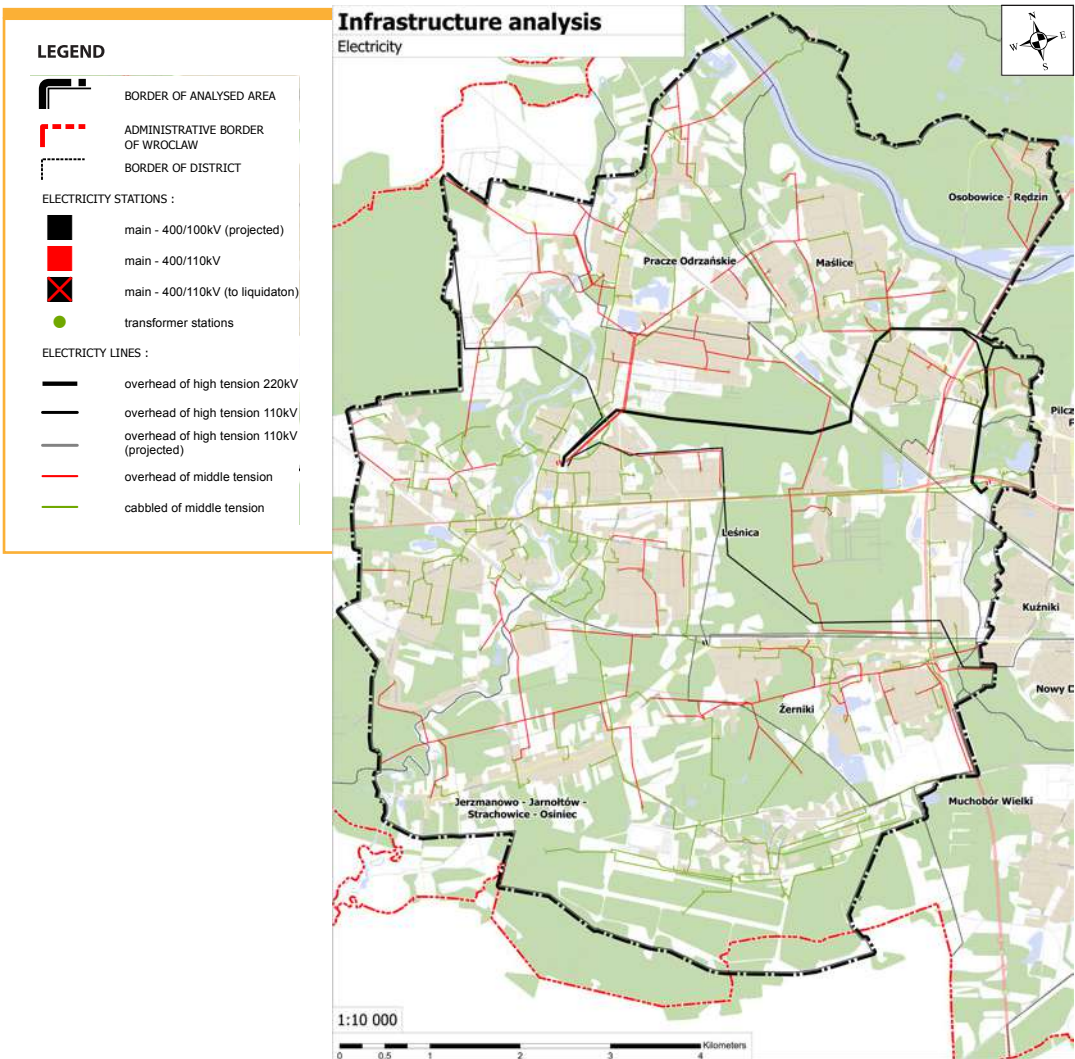 LEGEND
BORDER OF ANALYSED AREA
ADMINISTRATIVE BORDER
OF WROCLAW
BORDER OF DISTRICT
ELECTRICITY STATIONS :
main - 400/100kV (projected)
main - 400/110kV
main - 400/110kV (to liquidaton)
transformer stations
ELECTRICTY LINES :
overhead of high tension 220kV
overhead of high tension 110kV
overhead of high tension 110kV
(projected)
overhead of middle tension
cabbled of middle tension
Infrastructure analysis
Electricity
N
W
E
S
Osobowice - Rędzin
Pracze Odrzańskie
Maślice
Pilcz
Leśnica
Kuźniki
Nowy D
Żerniki
Jerzmanowo - Jarnołtów -
Strachowice - Osiniec
Muchobór Wielki
1:10 000
Kilometers
0 0.5 1 2 3 4